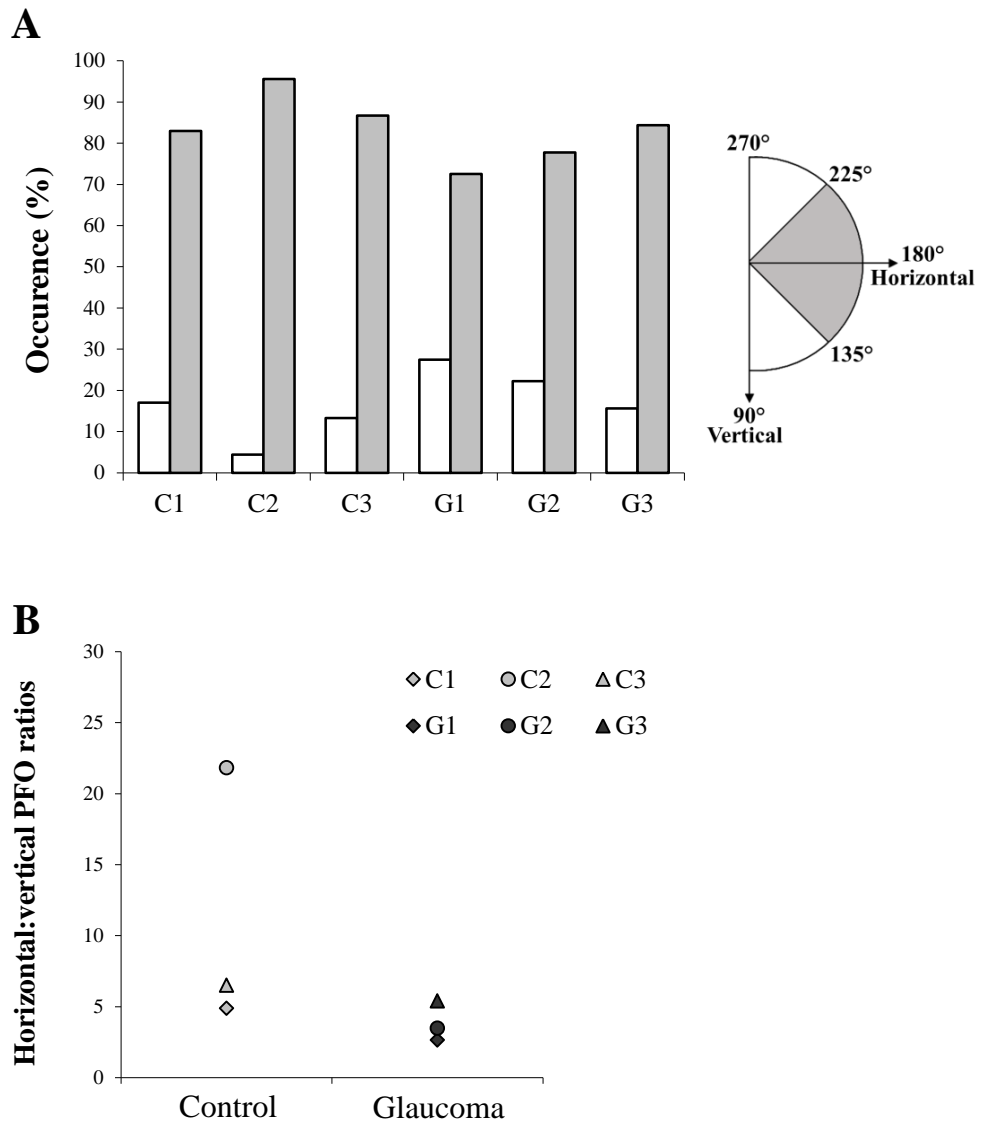 A
100
90
80
70
60
50
40
30
20
10
0
Occurence (%)
C1 C2 C3 G1 G2 G3
270°
225°
180°
Horizontal
135°
90°
Vertical
B
30
25
20
15
10
5
0
Horizontal:vertical PFO ratios
C1 C2 C3
G1 G2 G3
Control Glaucoma